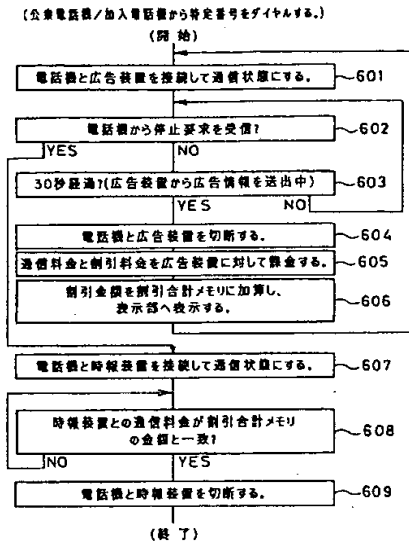 (公衆電話機/加入電話機から特定番号をダイヤルする。)
(開始)
電話機と広告装置を接続して通信状態にする。 601
電話機から停止要求を受信? 602
YES NO
30秒経過?(広告装置から広告情報を送出中) 603
YES NO
電話機と広告装置を切断する。 604
通信料金と割引料金を広告装置に対して課金する。 605
割引金額を割引合計メモリに加算し、
表示部へ表示する。 606
電話機と時報装置を接続して通信状態にする。 607
時報装置との通信料金が割引合計メモリ
の金額と一致? 608
NO YES
電話機と時報装置を切断する。 609
(終了)